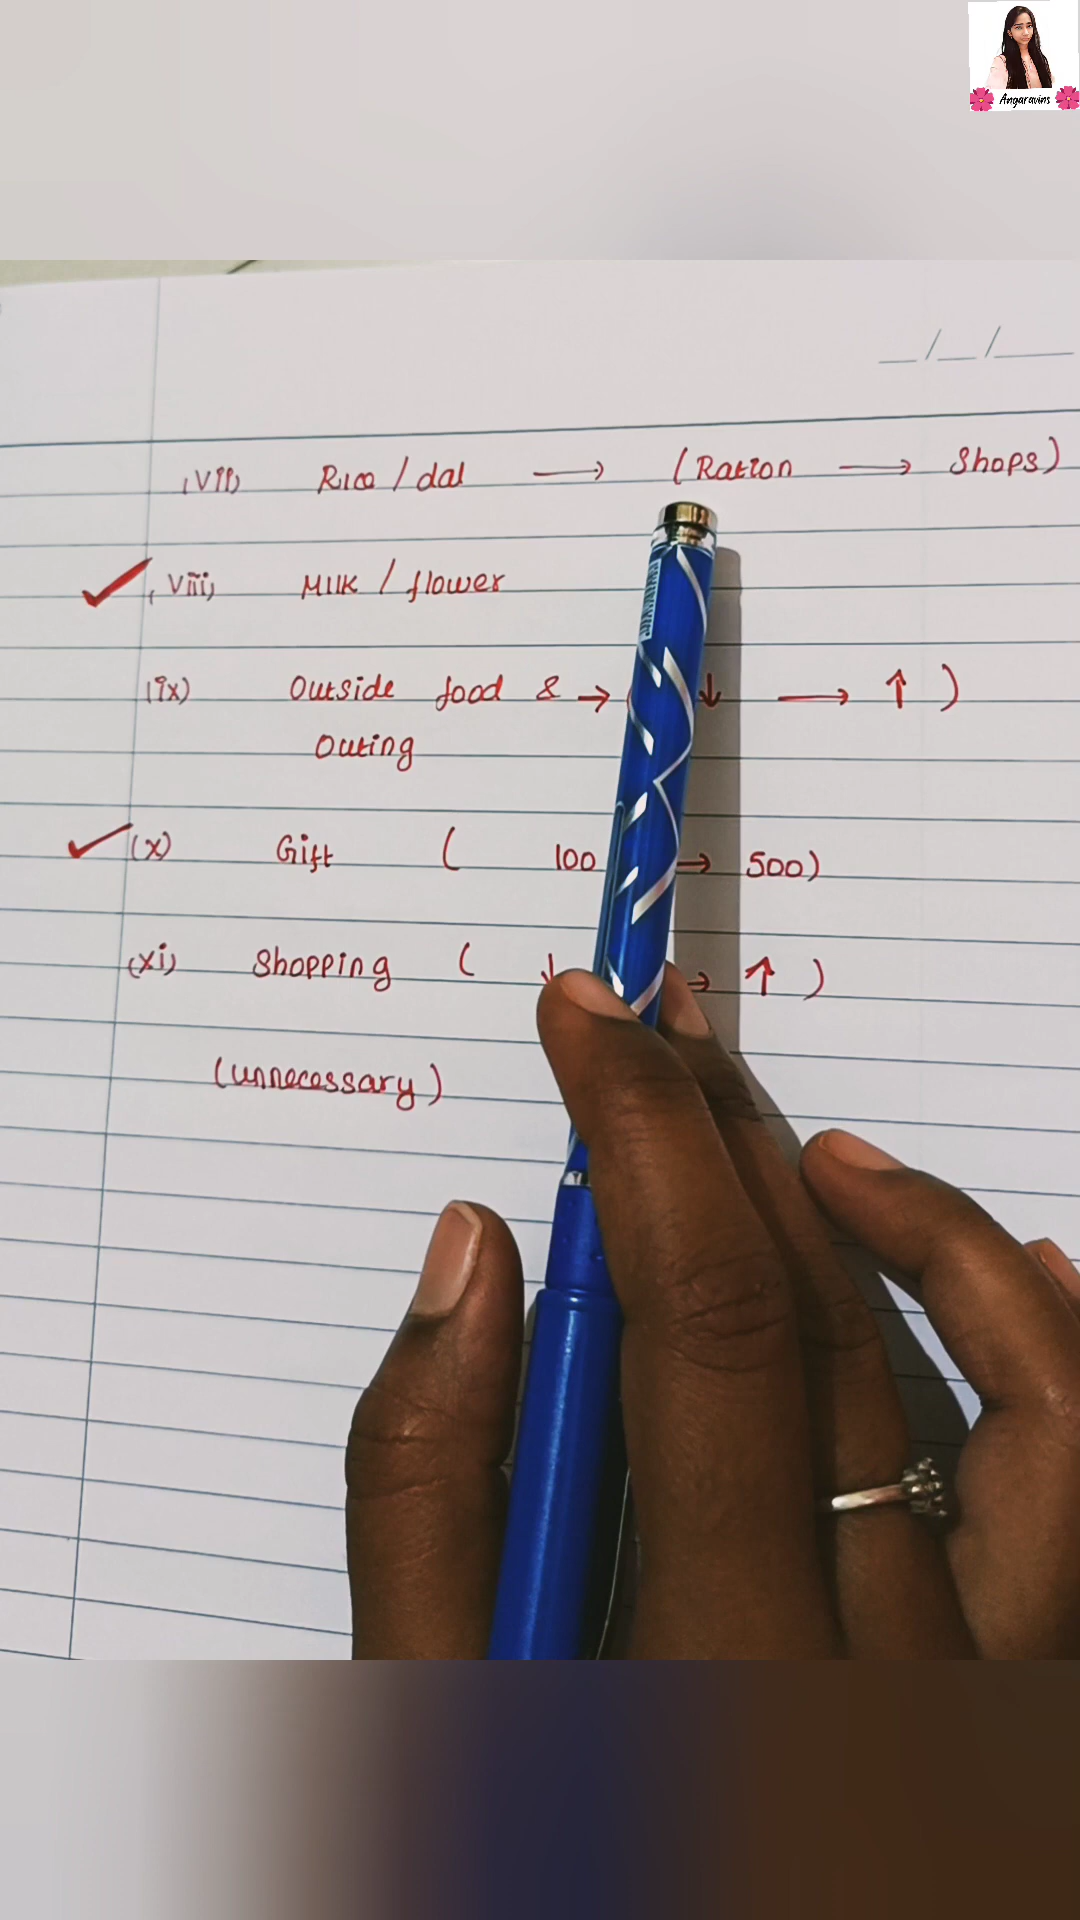 Angaravins
__/__/____
(vii) Rice / dal → (Ration → Shops)
(viii) Milk / flower
(ix) Outside food & → ( ↓ → ↑ )
Outing
(x) Gift ( 100 → 500)
(xi) Shopping ( ↓ → ↑ )
(unnecessary)